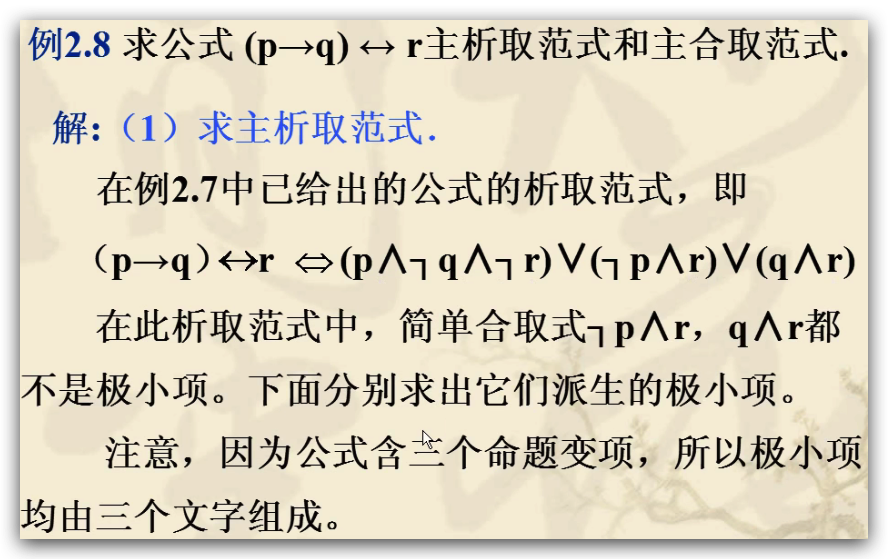 例2.8 求公式 (p→q) ↔ r主析取范式和主合取范式.
解:（1）求主析取范式.
在例2.7中已给出的公式的析取范式，即
（p→q）↔r ⇔(p∧┐q∧┐r)∨(┐p∧r)∨(q∧r)
在此析取范式中，简单合取式┐p∧r，q∧r都
不是极小项。下面分别求出它们派生的极小项。
注意，因为公式含三个命题变项，所以极小项
均由三个文字组成。